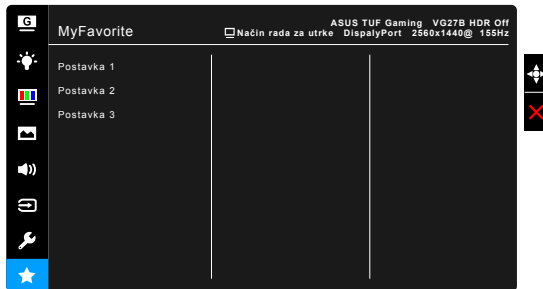 G
MyFavorite
ASUS TUF Gaming VG27B HDR Off
Način rada za utrke DispalyPort 2560x1440@ 155Hz
Postavka 1
Postavka 2
Postavka 3